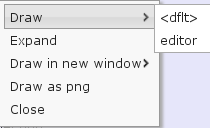 Draw
Expand
Draw in new window
Draw as png
Close
<dflt>
editor